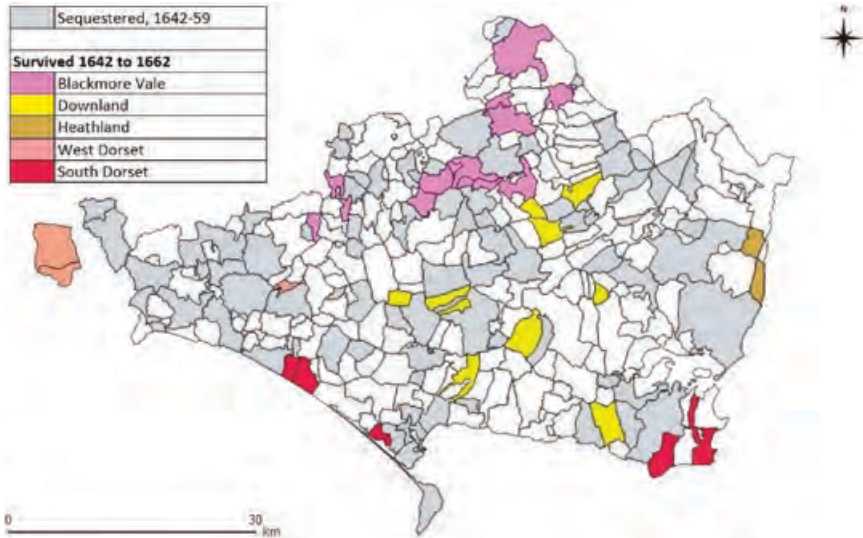 Sequestered, 1642-59
Survived 1642 to 1662
Blackmore Vale
Downland
Heathland
West Dorset
South Dorset
N
0 30
km